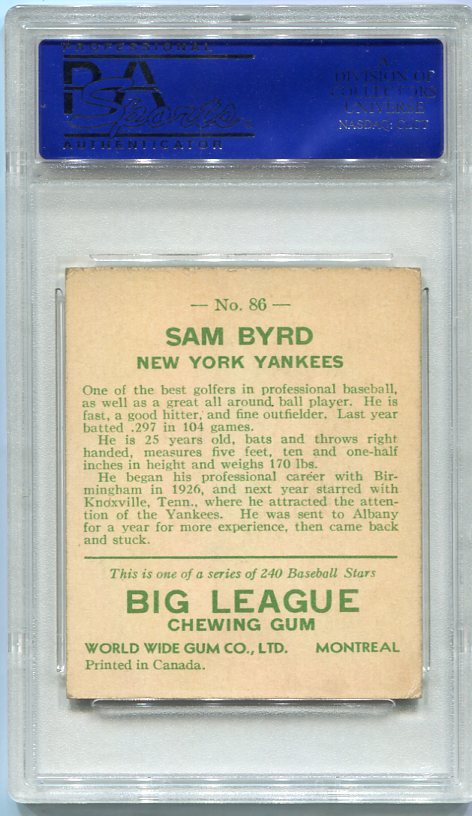 PROFESSIONAL
PSA
Sports
AUTHENTICATOR
A
DIVISION OF
COLLECTORS
UNIVERSE
NASDAQ: CLCT
— No. 86 —
SAM BYRD
NEW YORK YANKEES
One of the best golfers in professional baseball,
as well as a great all around ball player. He is
fast, a good hitter, and fine outfielder. Last year
batted .297 in 104 games.
He is 25 years old, bats and throws right
handed, measures five feet, ten and one-half
inches in height and weighs 170 lbs.
He began his professional career with Bir-
mingham in 1926, and next year starred with
Knoxville, Tenn., where he attracted the atten-
tion of the Yankees. He was sent to Albany
for a year for more experience, then came back
and stuck.
This is one of a series of 240 Baseball Stars
BIG LEAGUE
CHEWING GUM
WORLD WIDE GUM CO., LTD. MONTREAL
Printed in Canada.